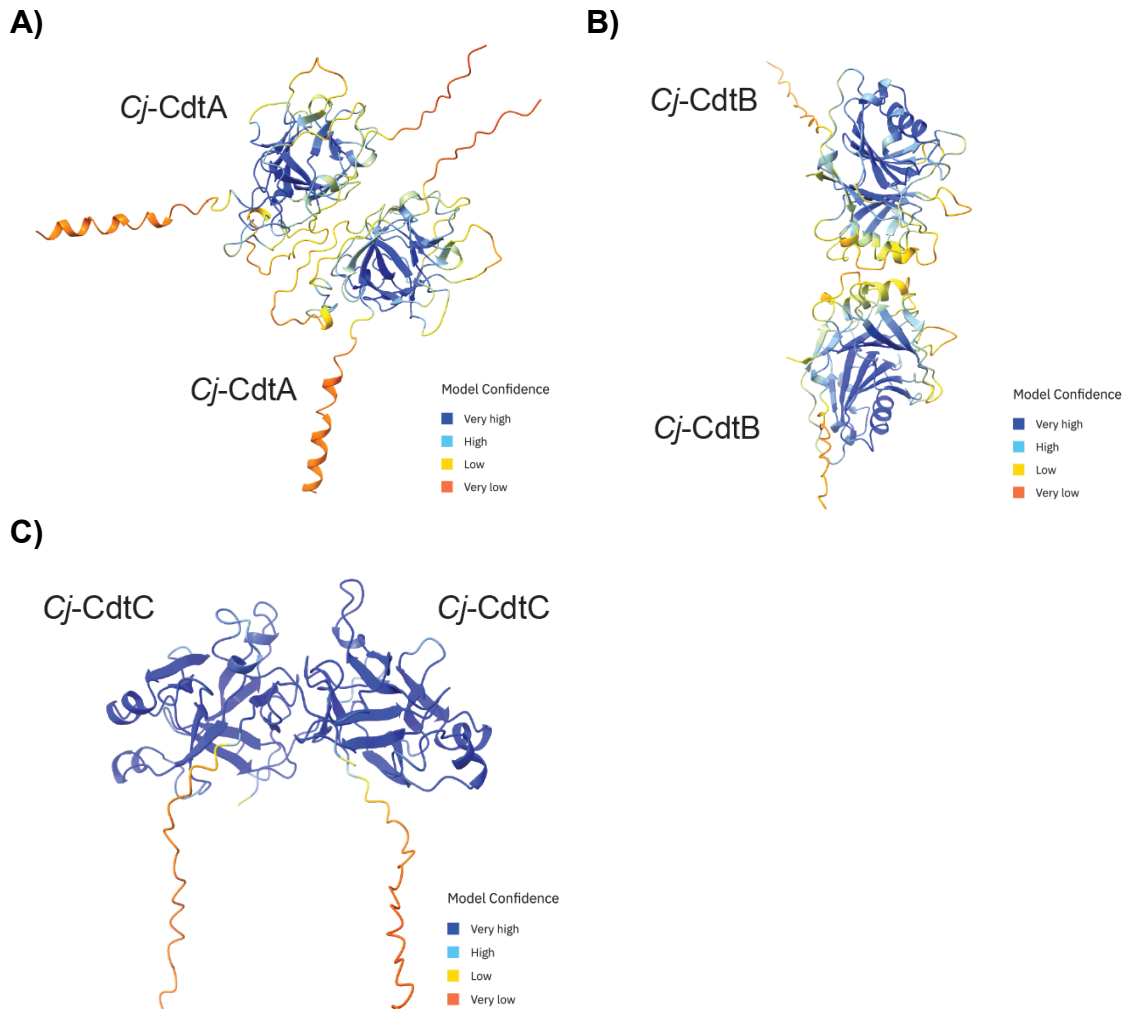 A)
Cj-CdtA
Cj-CdtA
Model Confidence
Very high
High
Low
Very low
B)
Cj-CdtB
Cj-CdtB
Model Confidence
Very high
High
Low
Very low
C)
Cj-CdtC
Cj-CdtC
Model Confidence
Very high
High
Low
Very low